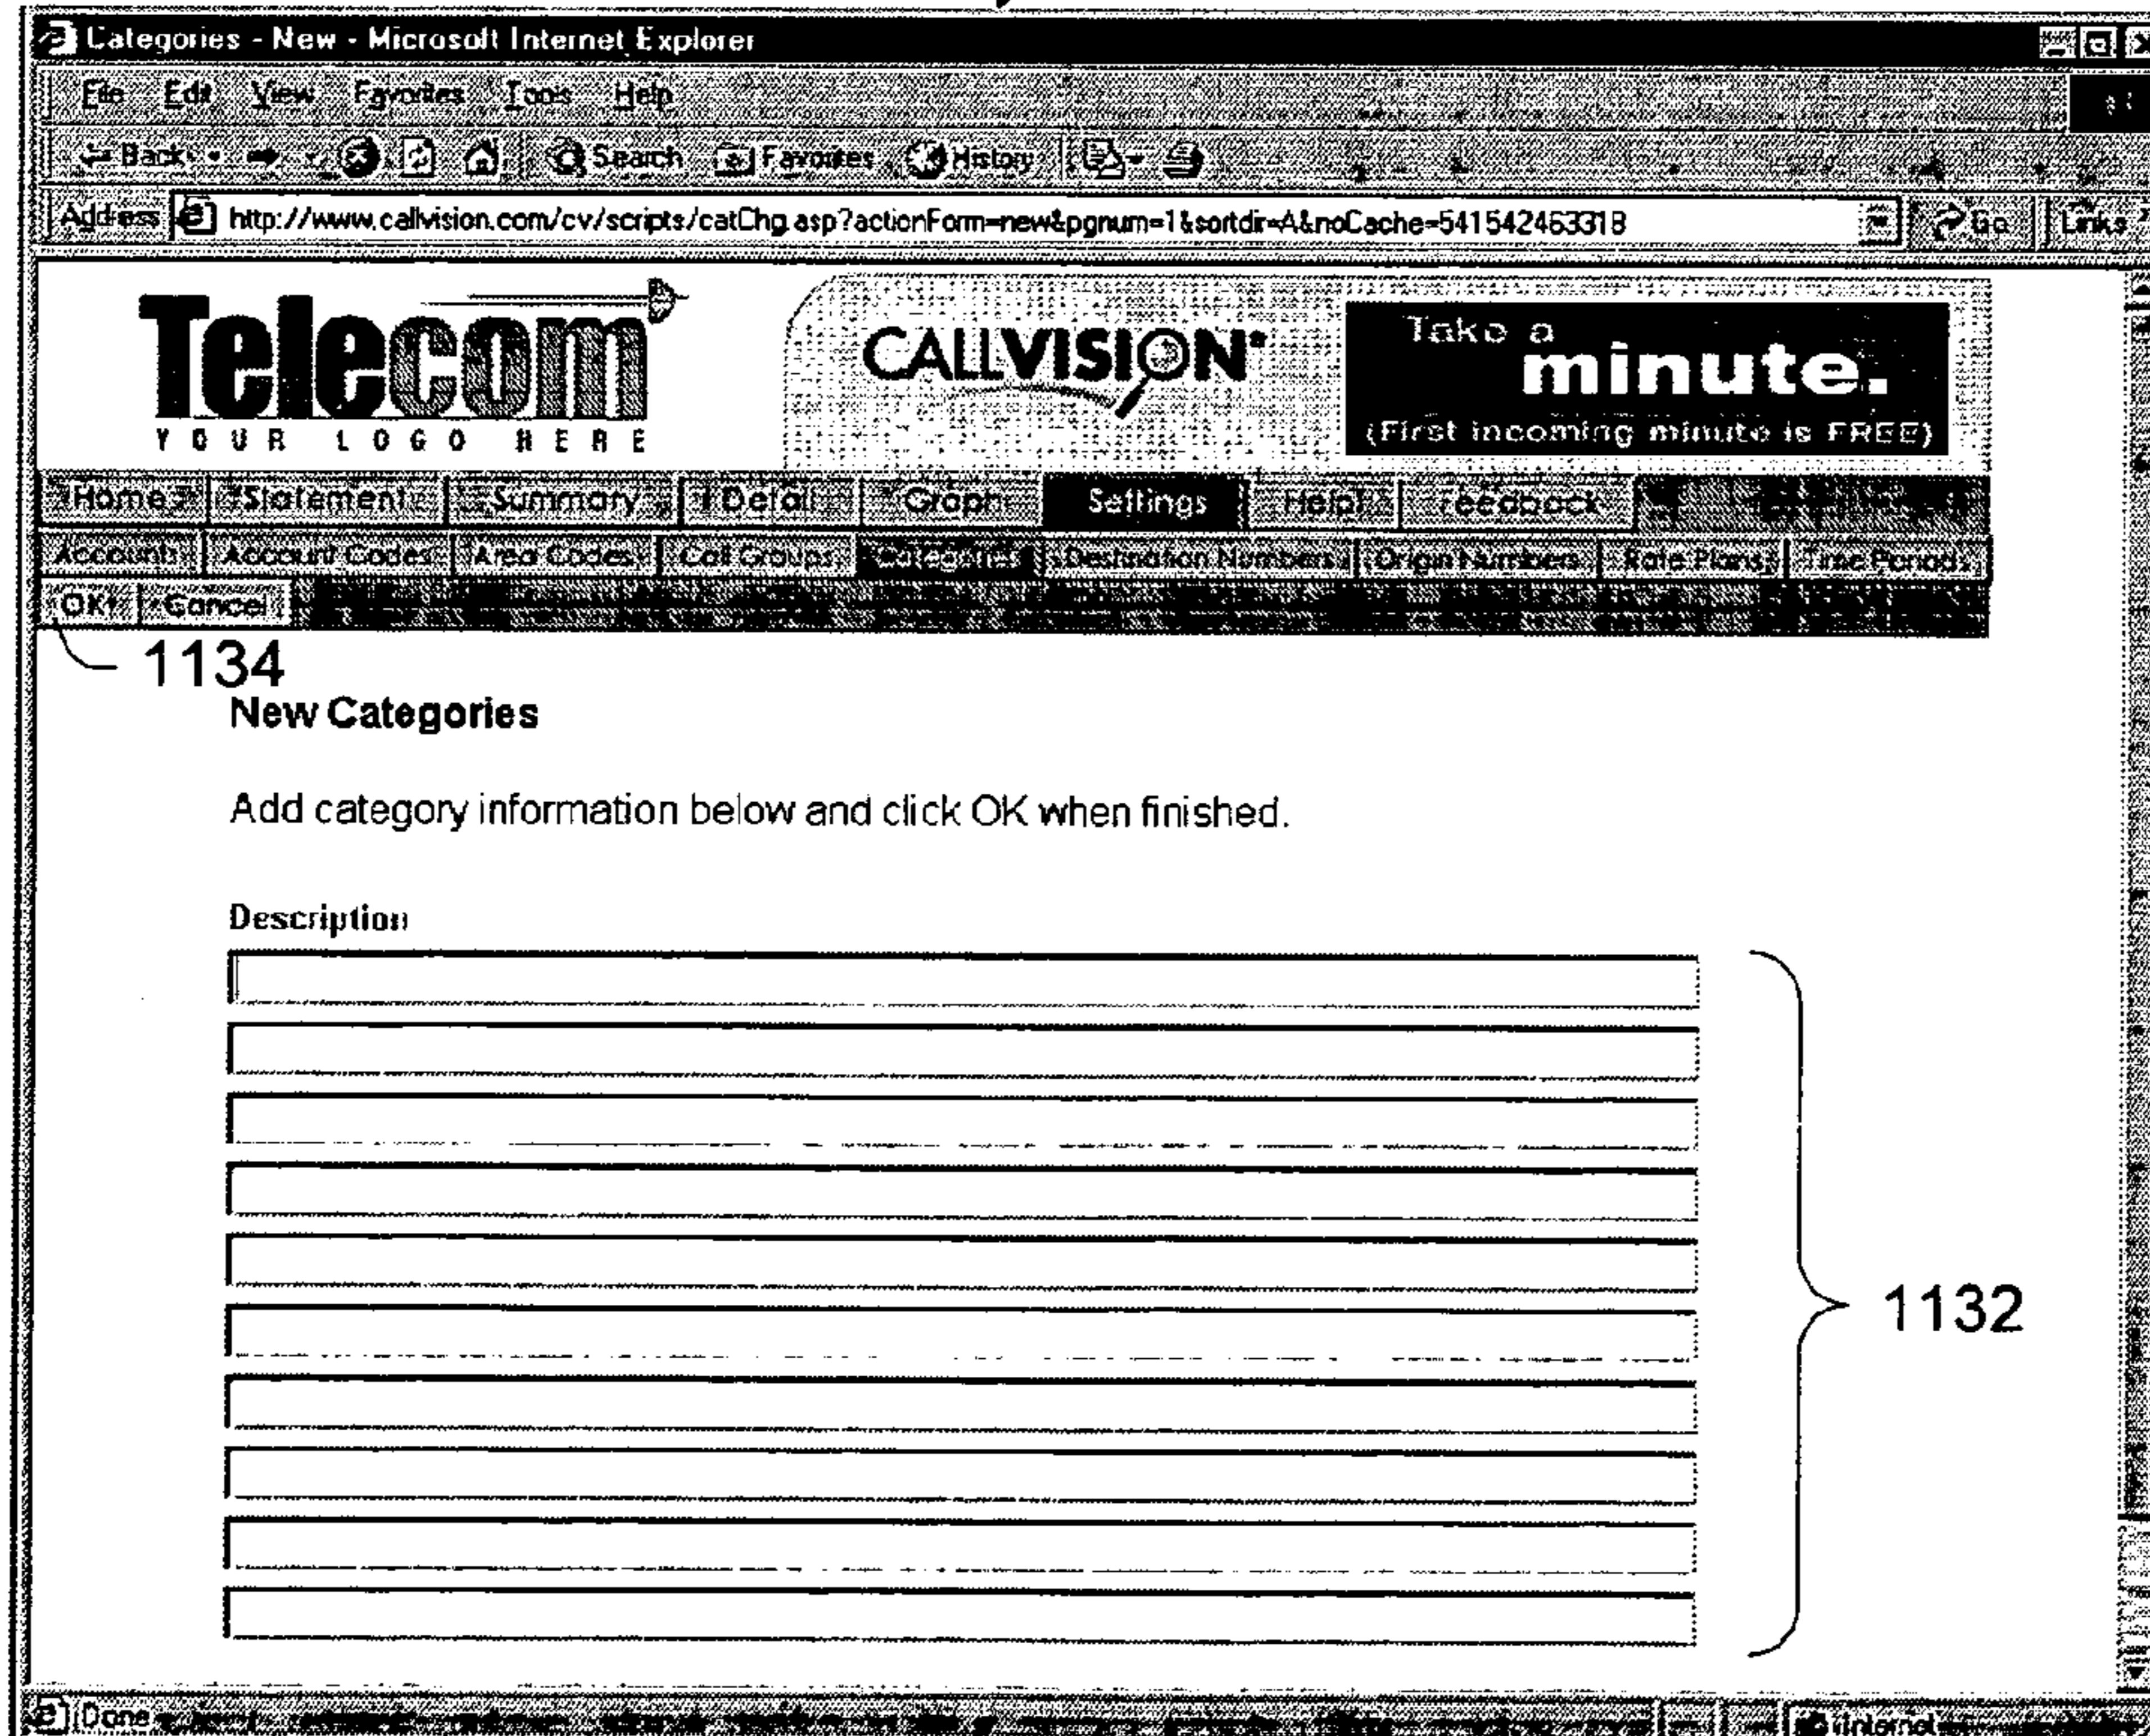 Categories - New - Microsoft Internet Explorer
File Edit View Favorites Tools Help
Back Search Favorites History
Address http://www.callvision.com/cv/scripts/catChg.asp?actionForm=new&pgnum=1&sortdir=A&noCache=541542463318 Go Links
Telecom
YOUR LOGO HERE
CALLVISION®
Take a
minute.
(First incoming minute is FREE)
Home Statement Summary Detail Graph Settings Help! Feedback
Accounts Account Codes Area Codes Call Groups Categories Destination Numbers Origin Numbers Rate Plans Time Periods
OK Cancel
1134
New Categories
Add category information below and click OK when finished.
Description
1132
Done Internet